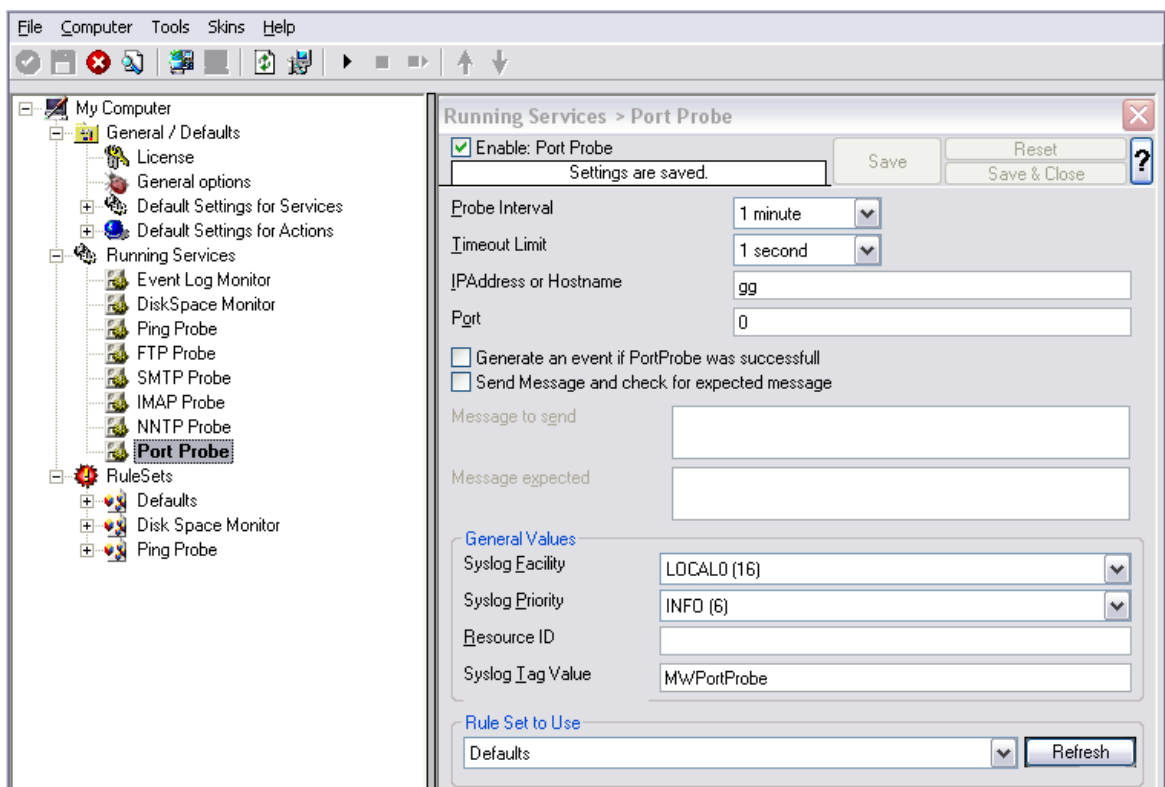 File Computer Tools Skins Help
My Computer
General / Defaults
License
General options
Default Settings for Services
Default Settings for Actions
Running Services
Event Log Monitor
DiskSpace Monitor
Ping Probe
FTP Probe
SMTP Probe
IMAP Probe
NNTP Probe
Port Probe
RuleSets
Defaults
Disk Space Monitor
Ping Probe
Running Services > Port Probe
Enable: Port Probe
Settings are saved.
Save
Reset
Save & Close
?
Probe Interval 1 minute
Timeout Limit 1 second
IPAddress or Hostname gg
Port 0
Generate an event if PortProbe was successfull
Send Message and check for expected message
Message to send
Message expected
General Values
Syslog Facility LOCAL0 (16)
Syslog Priority INFO (6)
Resource ID
Syslog Tag Value MWPortProbe
Rule Set to Use
Defaults Refresh